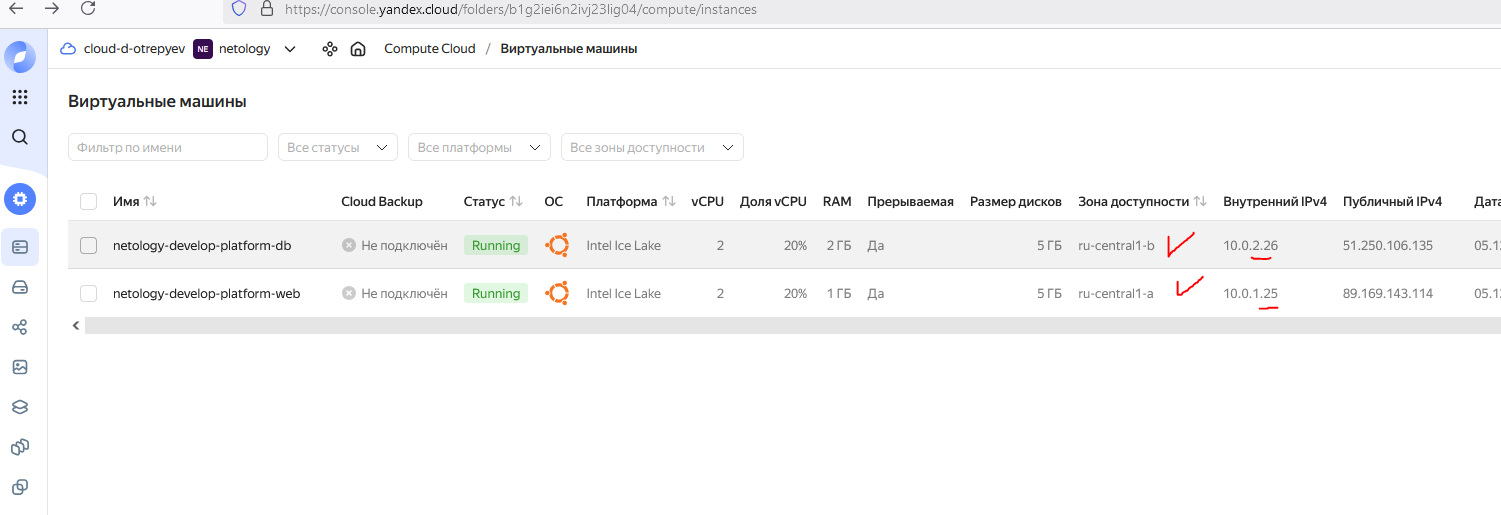 https://console.yandex.cloud/folders/b1g2iei6n2ivj23lig04/compute/instances
cloud-d-otrepyev NE netology Compute Cloud / Виртуальные машины
Виртуальные машины
Фильтр по имени Все статусы Все платформы Все зоны доступности
Имя Cloud Backup Статус ОС Платформа vCPU Доля vCPU RAM Прерываемая Размер дисков Зона доступности Внутренний IPv4 Публичный IPv4 Дата
netology-develop-platform-db Не подключён Running Intel Ice Lake 2 20% 2 ГБ Да 5 ГБ ru-central1-b 10.0.2.26 51.250.106.135 05.1
netology-develop-platform-web Не подключён Running Intel Ice Lake 2 20% 1 ГБ Да 5 ГБ ru-central1-a 10.0.1.25 89.169.143.114 05.1